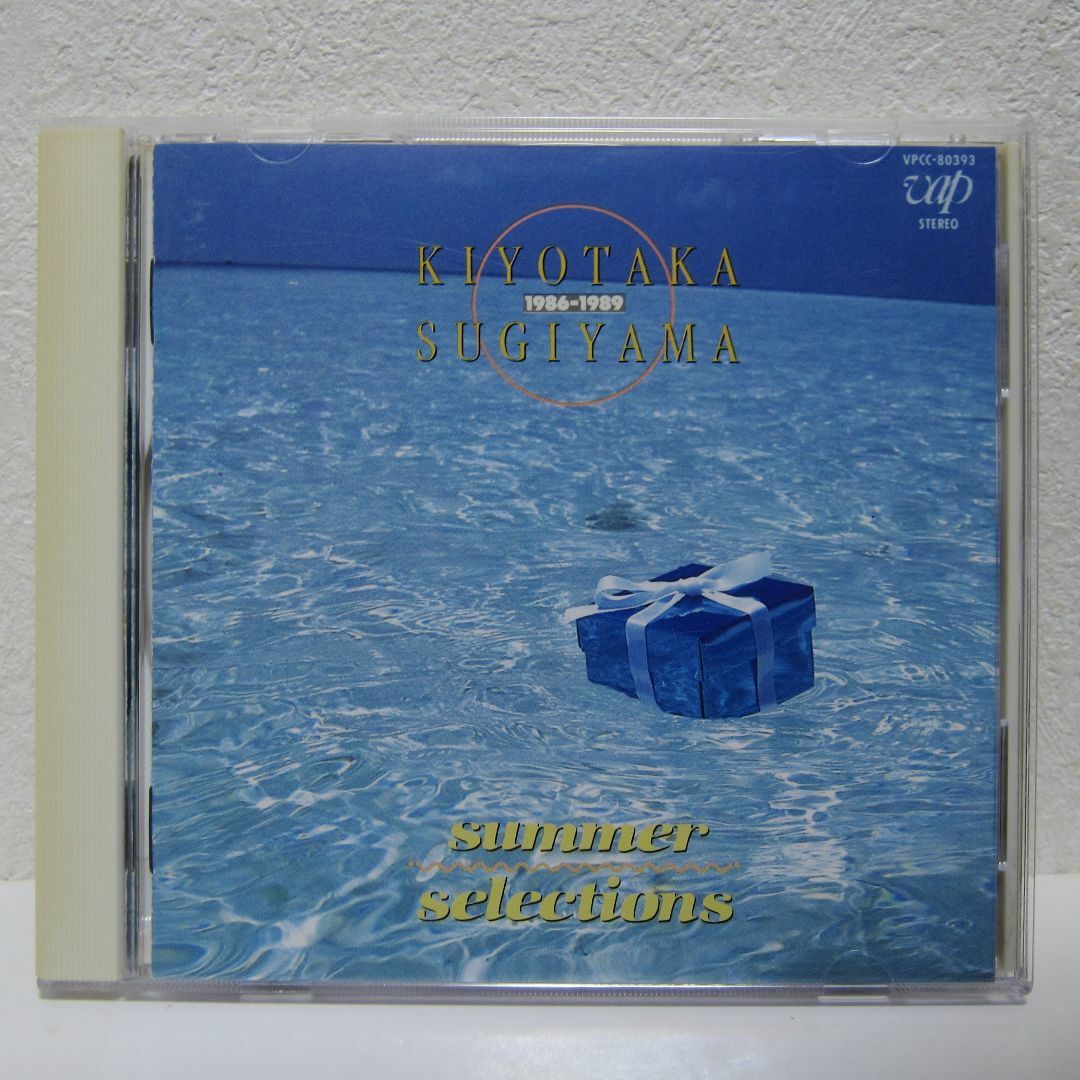 VPCC-80393
vap
STEREO
KIYOTAKA
1986-1989
SUGIYAMA
summer
selections